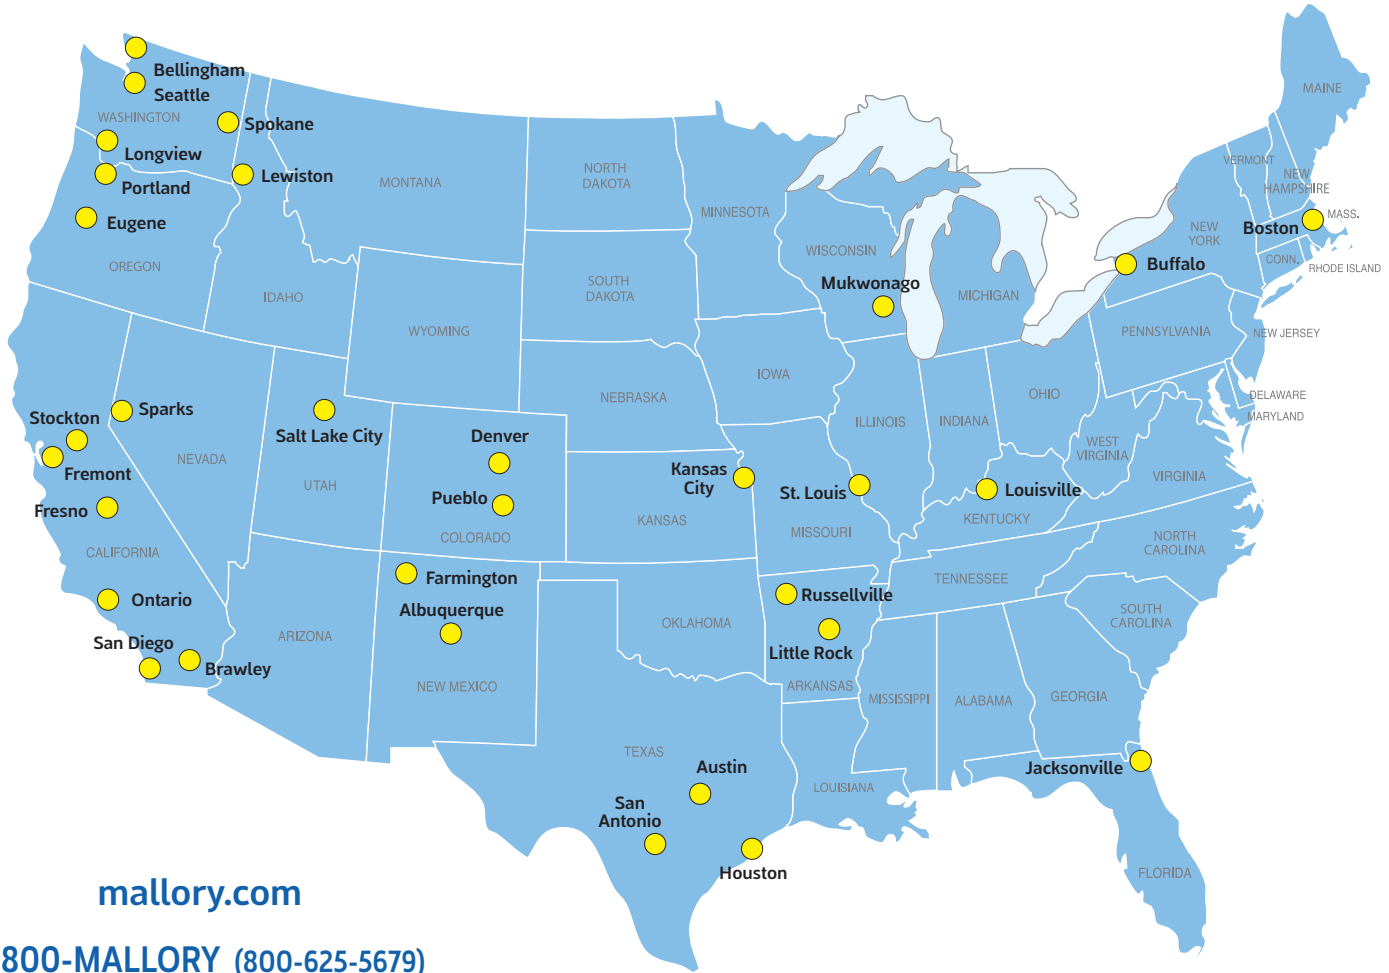 Bellingham
Seattle
WASHINGTON
Spokane
Longview
Portland
Lewiston
Eugene
OREGON
IDAHO
MONTANA
NORTH
DAKOTA
MINNESOTA
SOUTH
DAKOTA
WYOMING
WISCONSIN
Mukwonago
MICHIGAN
MAINE
VERMONT
NEW
HAMPSHIRE
MASS.
Boston
NEW
YORK
CONN.
RHODE ISLAND
Buffalo
PENNSYLVANIA
NEW JERSEY
DELAWARE
MARYLAND
Stockton
Sparks
Fremont
NEVADA
Fresno
CALIFORNIA
Ontario
San Diego
Brawley
Salt Lake City
UTAH
Denver
Pueblo
COLORADO
NEBRASKA
IOWA
ILLINOIS
INDIANA
OHIO
WEST
VIRGINIA
VIRGINIA
Kansas
City
KANSAS
St. Louis
MISSOURI
Louisville
KENTUCKY
NORTH
CAROLINA
TENNESSEE
SOUTH
CAROLINA
ARIZONA
Farmington
Albuquerque
NEW MEXICO
OKLAHOMA
Russellville
Little Rock
ARKANSAS
MISSISSIPPI
ALABAMA
GEORGIA
TEXAS
Austin
San
Antonio
Houston
LOUISIANA
Jacksonville
FLORIDA
mallory.com
800-MALLORY (800-625-5679)